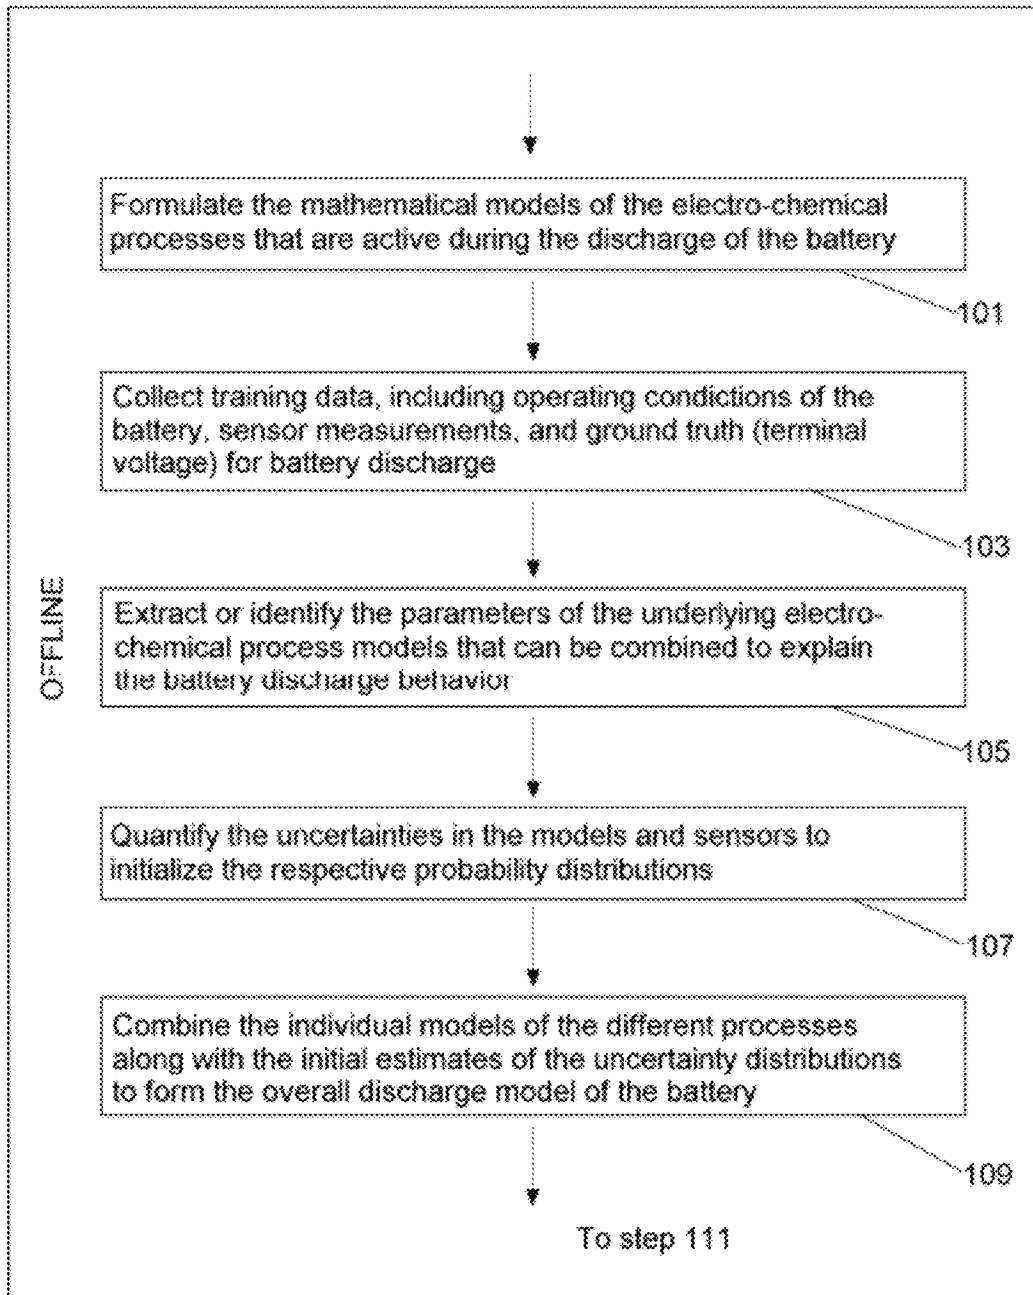 Formulate the mathematical models of the electro-chemical
processes that are active during the discharge of the battery
101
Collect training data, including operating condictions of the
battery, sensor measurements, and ground truth (terminal
voltage) for battery discharge
103
OFFLINE
Extract or identify the parameters of the underlying electro-
chemical process models that can be combined to explain
the battery discharge behavior
105
Quantify the uncertainties in the models and sensors to
initialize the respective probability distributions
107
Combine the individual models of the different processes
along with the initial estimates of the uncertainty distributions
to form the overall discharge model of the battery
109
To step 111